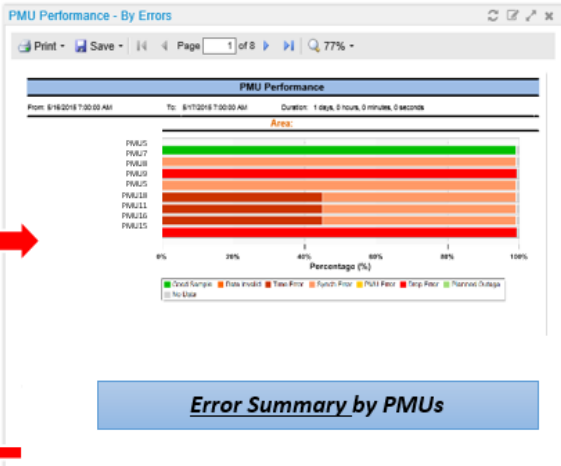 PMU Performance - By Errors
Print Save Page 1 of 8 77%
PMU Performance
From: 5/16/2015 7:00:00 AM To: 5/17/2015 7:00:00 AM Duration: 1 days, 0 hours, 0 minutes, 0 seconds
Area:
PMU5
PMU7
PMU8
PMU9
PMU5
PMU18
PMU11
PMU16
PMU15
0% 20% 40% 60% 80% 100%
Percentage (%)
Good Sample Data Invalid Time Error Synch Error PMU Error Drop Error Planned Outage
No Data
Error Summary by PMUs